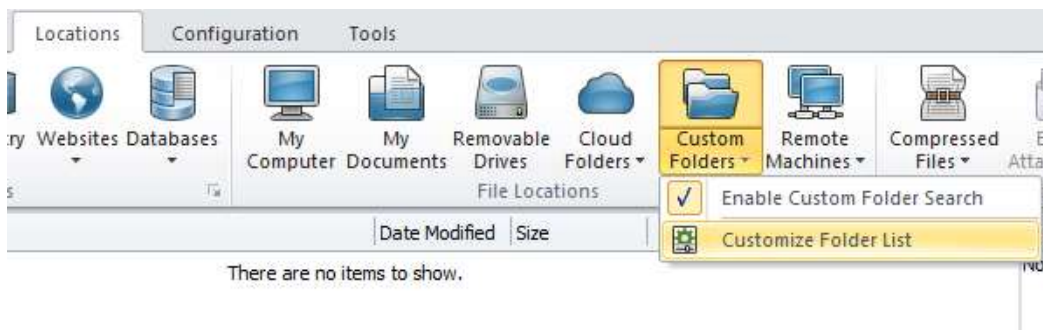 Locations Configuration Tools
ry Websites Databases My Computer My Documents Removable Drives Cloud Folders Custom Folders Remote Machines Compressed Files
File Locations
Enable Custom Folder Search
Customize Folder List
Date Modified Size
There are no items to show.